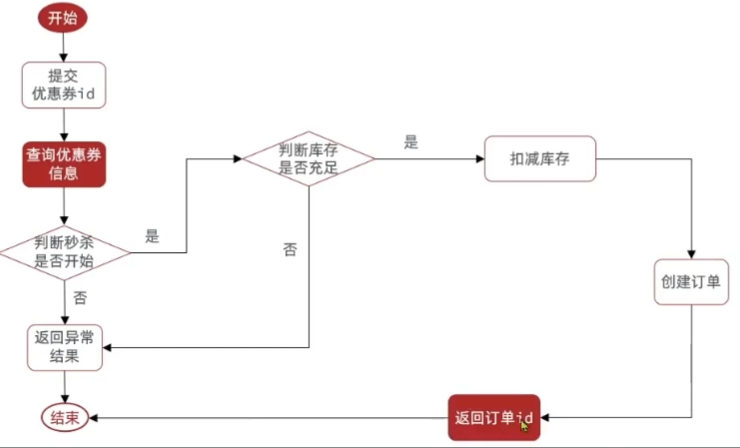 开始
提交
优惠券id
查询优惠券
信息
判断秒杀
是否开始
是
否
返回异常
结果
结束
判断库存
是否充足
是
否
扣减库存
创建订单
返回订单id